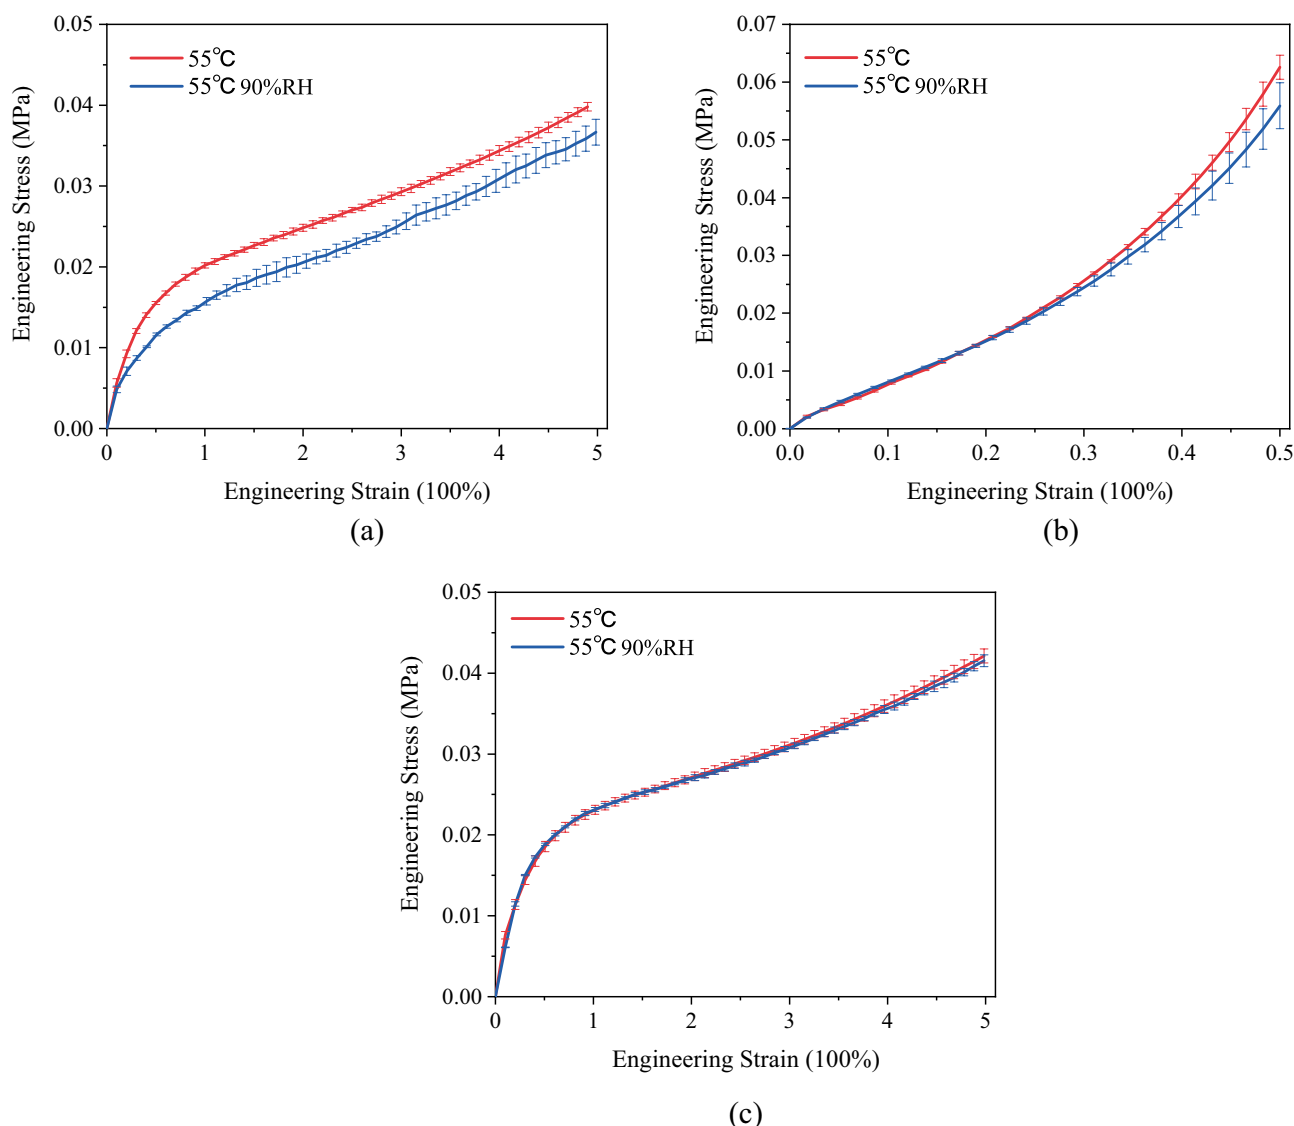 0.05
0.04
0.03
0.02
0.01
0.00
Engineering Stress (MPa)
55℃
55℃ 90%RH
0 1 2 3 4 5
Engineering Strain (100%)
(a)
0.07
0.06
0.05
0.04
0.03
0.02
0.01
0.00
Engineering Stress (MPa)
55℃
55℃ 90%RH
0.0 0.1 0.2 0.3 0.4 0.5
Engineering Strain (100%)
(b)
0.05
0.04
0.03
0.02
0.01
0.00
Engineering Stress (MPa)
55℃
55℃ 90%RH
0 1 2 3 4 5
Engineering Strain (100%)
(c)